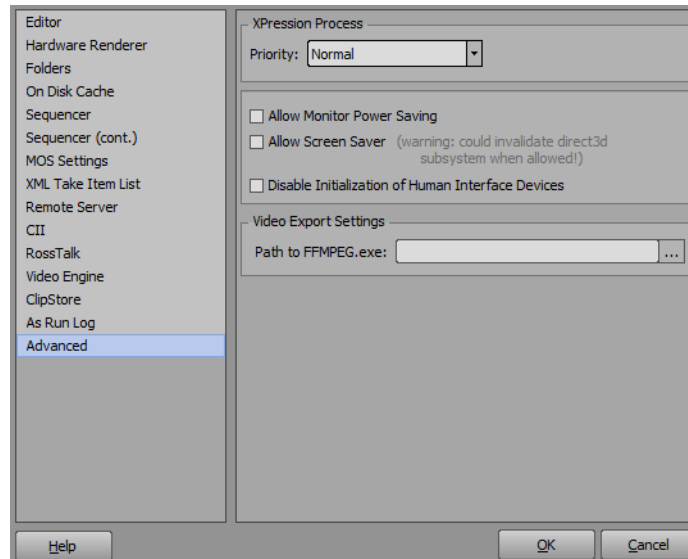 Editor
Hardware Renderer
Folders
On Disk Cache
Sequencer
Sequencer (cont.)
MOS Settings
XML Take Item List
Remote Server
CII
RossTalk
Video Engine
ClipStore
As Run Log
Advanced
XPression Process
Priority: Normal
Allow Monitor Power Saving
Allow Screen Saver (warning: could invalidate direct3d
subsystem when allowed!)
Disable Initialization of Human Interface Devices
Video Export Settings
Path to FFMPEG.exe: ...
Help OK Cancel